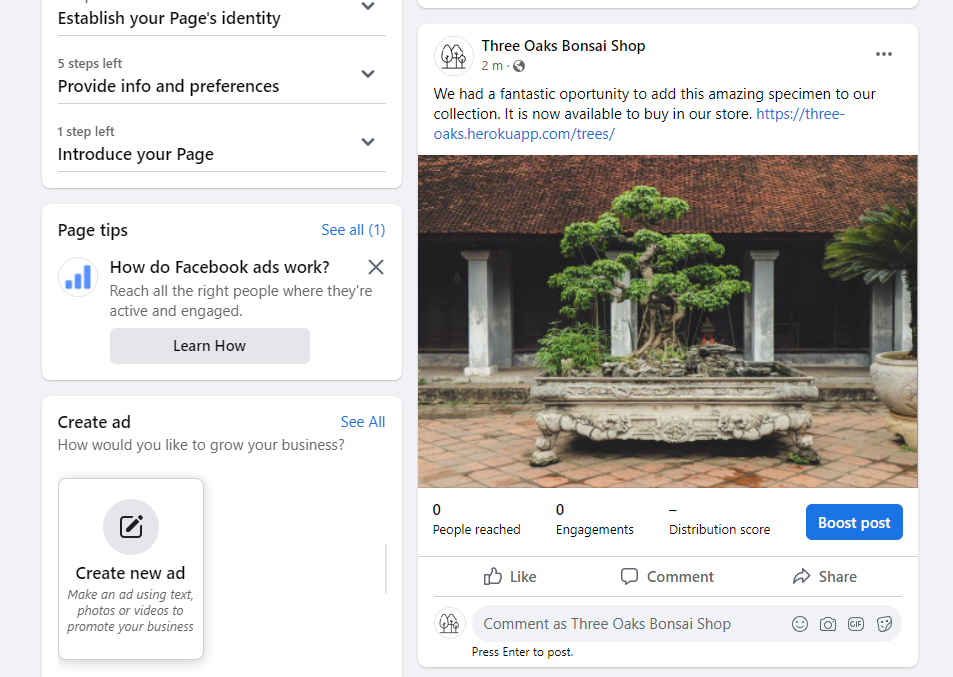 Establish your Page's identity
5 steps left
Provide info and preferences
1 step left
Introduce your Page
Page tips
See all (1)
How do Facebook ads work?
Reach all the right people where they're
active and engaged.
Learn How
Create ad
See All
How would you like to grow your business?
Create new ad
Make an ad using text,
photos or videos to
promote your business
Three Oaks Bonsai Shop
2 m ·
We had a fantastic oportunity to add this amazing specimen to our
collection. It is now available to buy in our store. https://three-
oaks.herokuapp.com/trees/
0
People reached
0
Engagements
–
Distribution score
Boost post
Like
Comment
Share
Comment as Three Oaks Bonsai Shop
GIF
Press Enter to post.